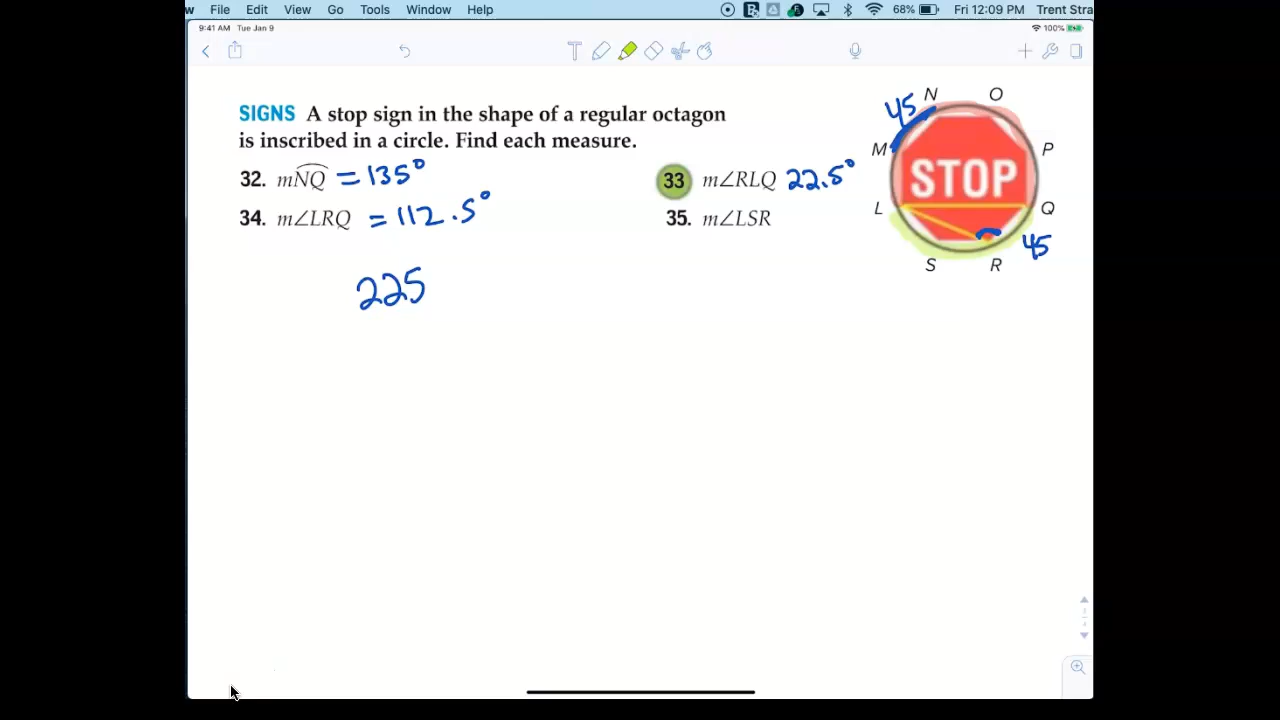 w File Edit View Go Tools Window Help 68% Fri 12:09 PM Trent Stra
9:41 AM Tue Jan 9 100%
SIGNS A stop sign in the shape of a regular octagon
is inscribed in a circle. Find each measure.
32. mNQ = 135°
33 m∠RLQ 22.5°
34. m∠LRQ = 112.5°
35. m∠LSR
225
45
N O
M P
STOP
L Q
45
S R